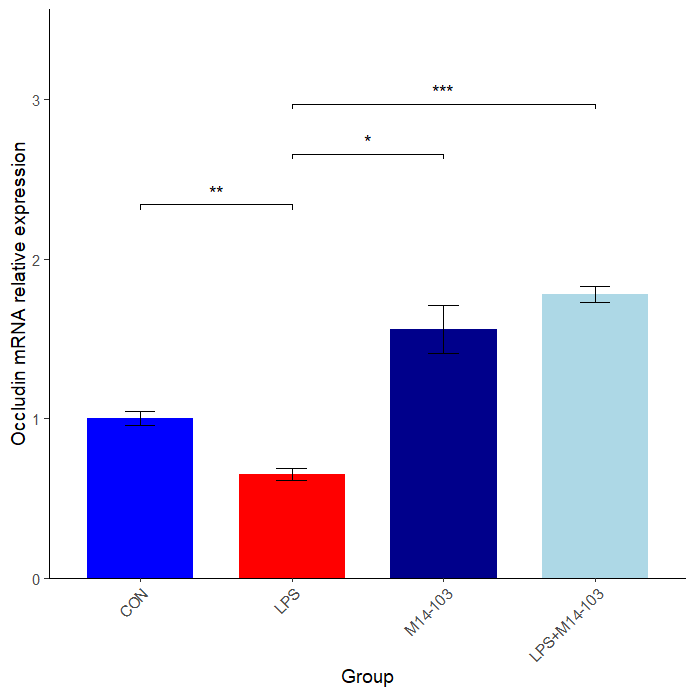 ***
*
**
3
2
1
0
Occludin mRNA relative expression
CON
LPS
M14-103
LPS+M14-103
Group